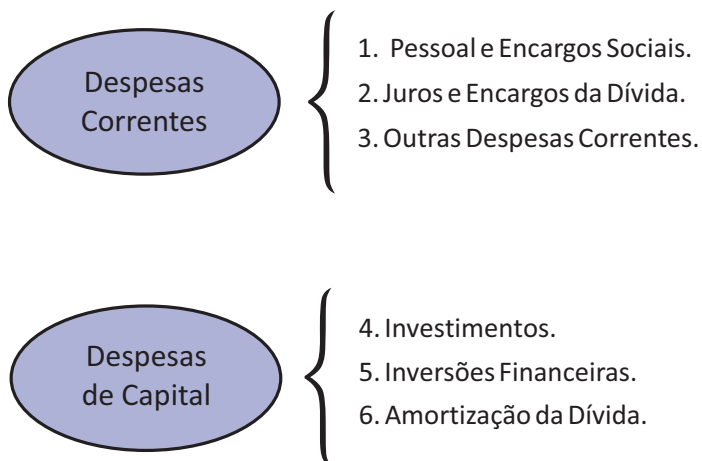 Despesas
Correntes
1. Pessoal e Encargos Sociais.
2. Juros e Encargos da Dívida.
3. Outras Despesas Correntes.
Despesas
de Capital
4. Investimentos.
5. Inversões Financeiras.
6. Amortização da Dívida.